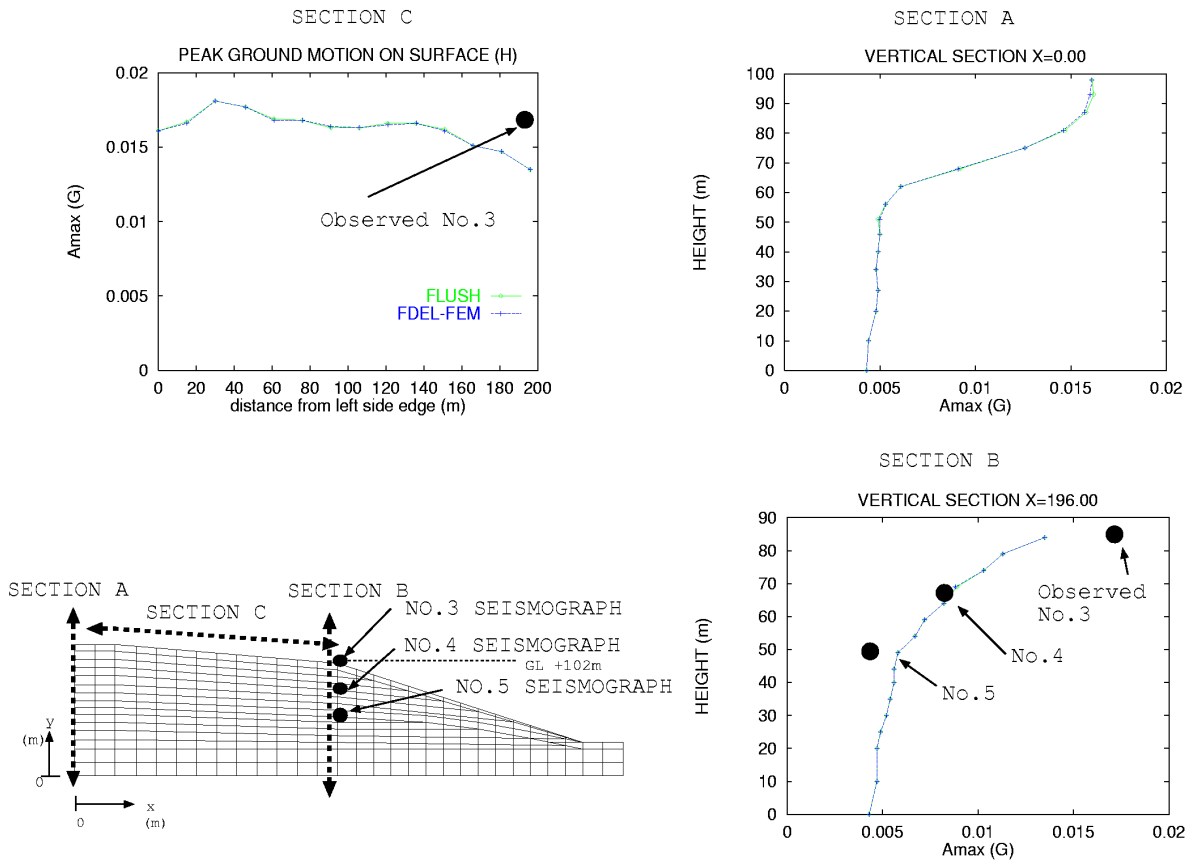 SECTION C
PEAK GROUND MOTION ON SURFACE (H)
0.02
0.015
0.01
0.005
0
Amax (G)
Observed No.3
FLUSH
FDEL-FEM
0 20 40 60 80 100 120 140 160 180 200
distance from left side edge (m)
SECTION A
VERTICAL SECTION X=0.00
100
90
80
70
60
50
40
30
20
10
0
HEIGHT (m)
0 0.005 0.01 0.015 0.02
Amax (G)
SECTION A
SECTION C
SECTION B
NO.3 SEISMOGRAPH
NO.4 SEISMOGRAPH
GL +102m
NO.5 SEISMOGRAPH
y
(m)
0
x
0
(m)
SECTION B
VERTICAL SECTION X=196.00
90
80
70
60
50
40
30
20
10
0
HEIGHT (m)
Observed
No.3
No.4
No.5
0 0.005 0.01 0.015 0.02
Amax (G)